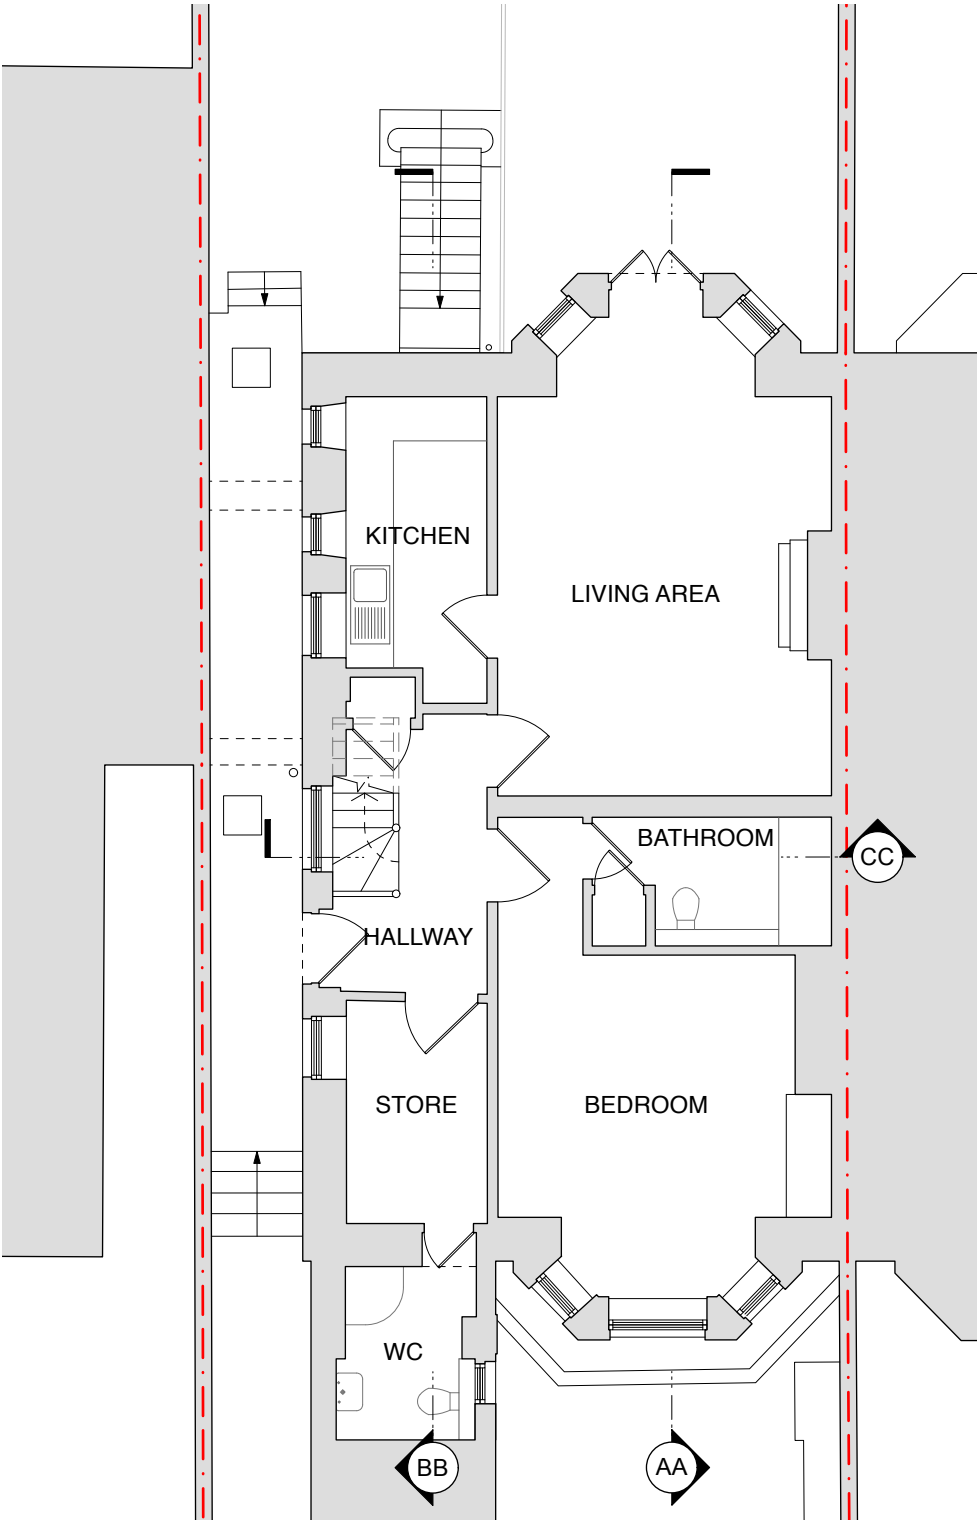 KITCHEN
LIVING AREA
BATHROOM
CC
HALLWAY
STORE
BEDROOM
WC
BB
AA